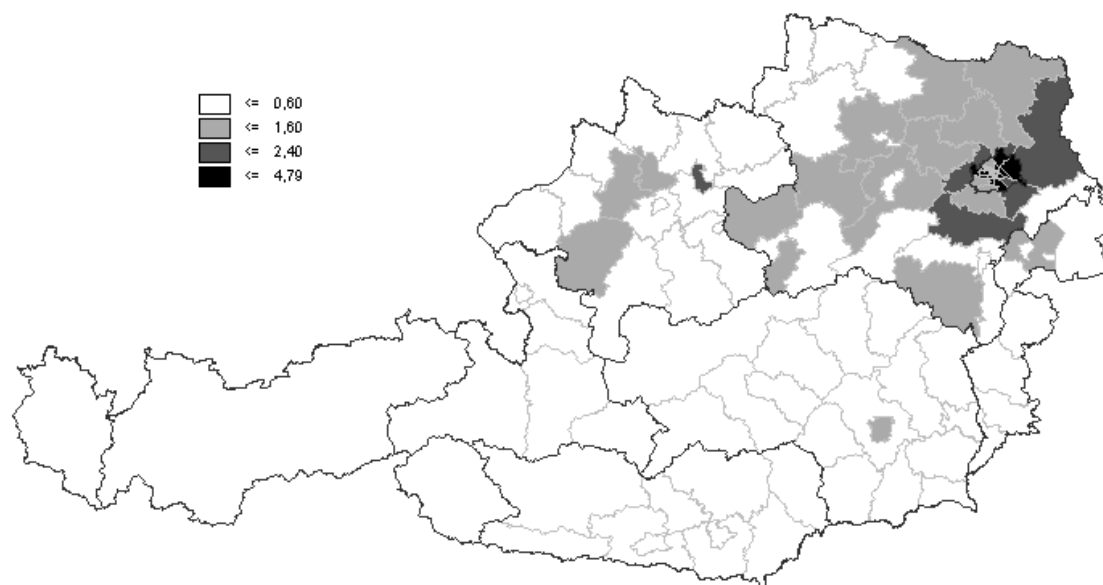 <= 0,60
<= 1,60
<= 2,40
<= 4,79